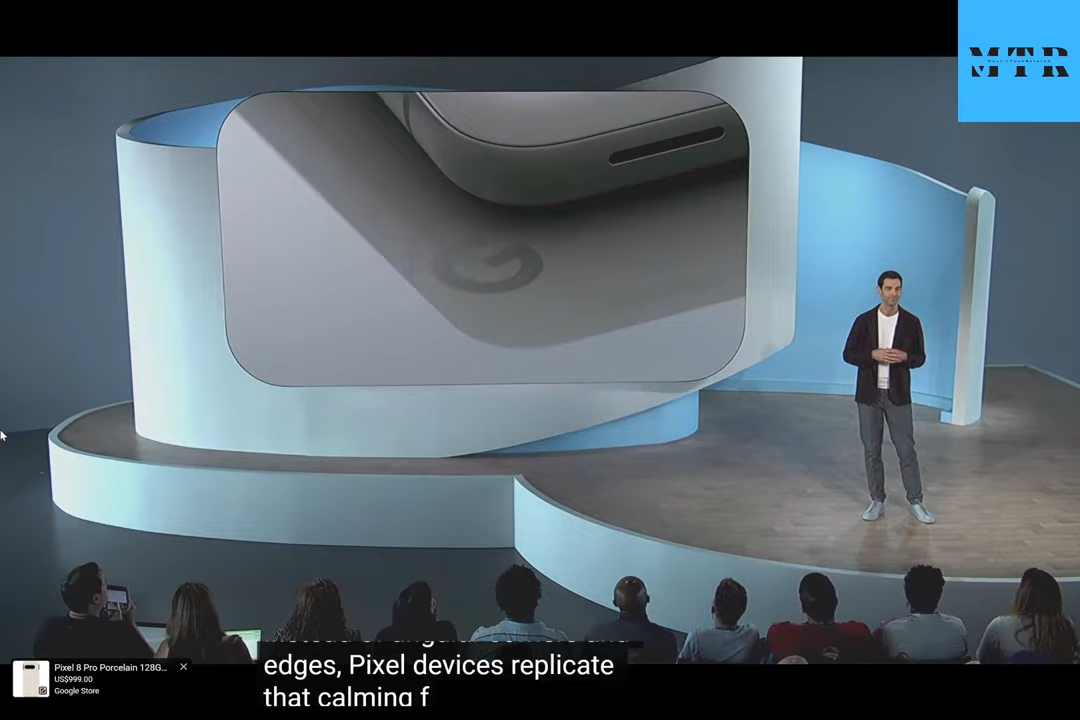 MTR
G
edges, Pixel devices replicate
that calming f
Pixel 8 Pro Porcelain 128G...
US$999.00
Google Store